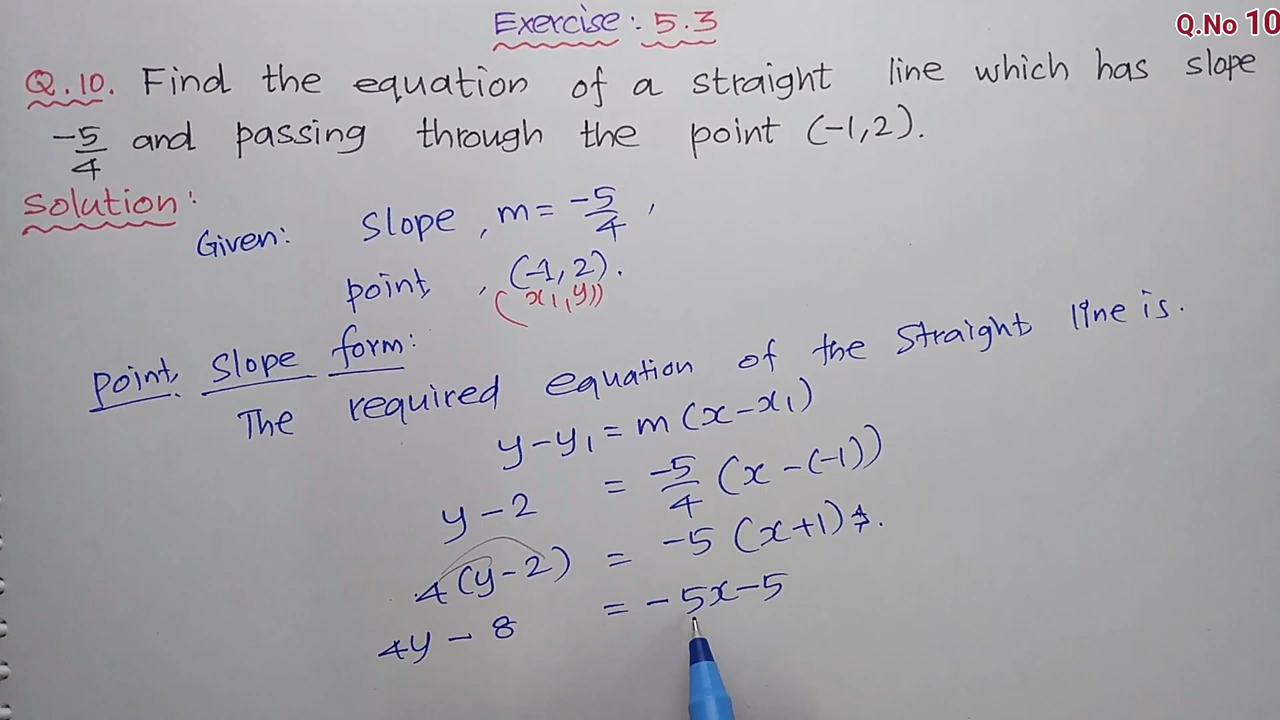 Exercise: 5.3
Q.No 10
Q.10. Find the equation of a straight line which has slope
-5/4 and passing through the point (-1,2).
Solution:
Given: Slope, m = -5/4,
point, (-1, 2).
(x₁, y₁)
Point, Slope form:
The required equation of the Straight line is.
y-y₁ = m(x-x₁)
y-2 = -5/4 (x-(-1))
4(y-2) = -5(x+1)
4y - 8 = -5x-5